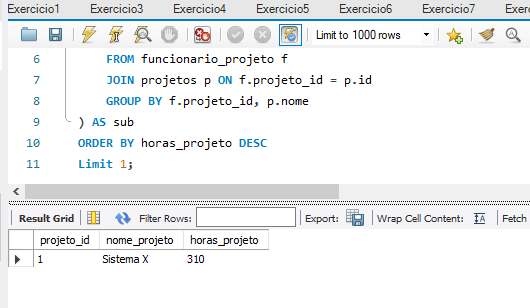 Exercicio1 Exercicio3 Exercicio4 Exercicio5 Exercicio6 Exercicio7 Exerc
Limit to 1000 rows
6 FROM funcionario_projeto f
7 JOIN projetos p ON f.projeto_id = p.id
8 GROUP BY f.projeto_id, p.nome
9 ) AS sub
10 ORDER BY horas_projeto DESC
11 Limit 1;
Result Grid Filter Rows: Export: Wrap Cell Content: Fetch
projeto_id nome_projeto horas_projeto
1 Sistema X 310